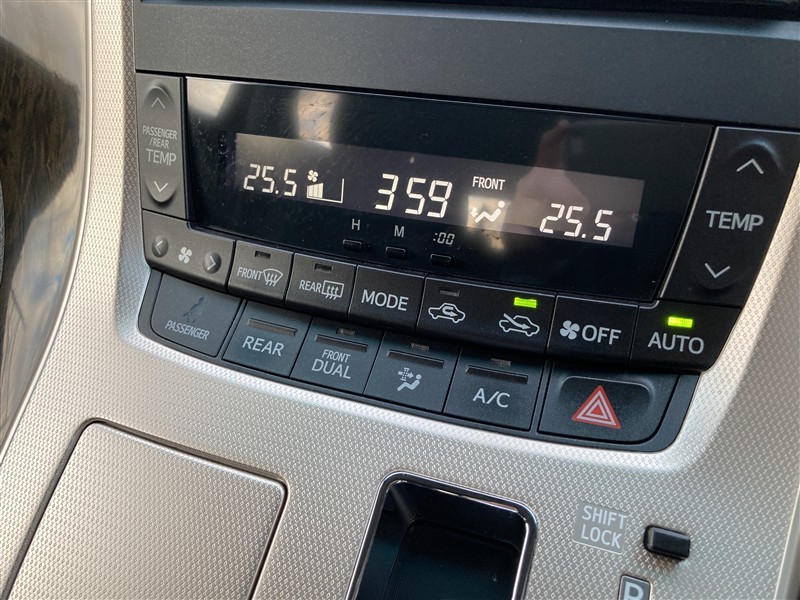 PASSENGER
/REAR
TEMP
25.5
359
FRONT
25.5
TEMP
H
M
:00
FRONT
REAR
MODE
OFF
AUTO
PASSENGER
REAR
FRONT
DUAL
A/C
SHIFT
LOCK
P